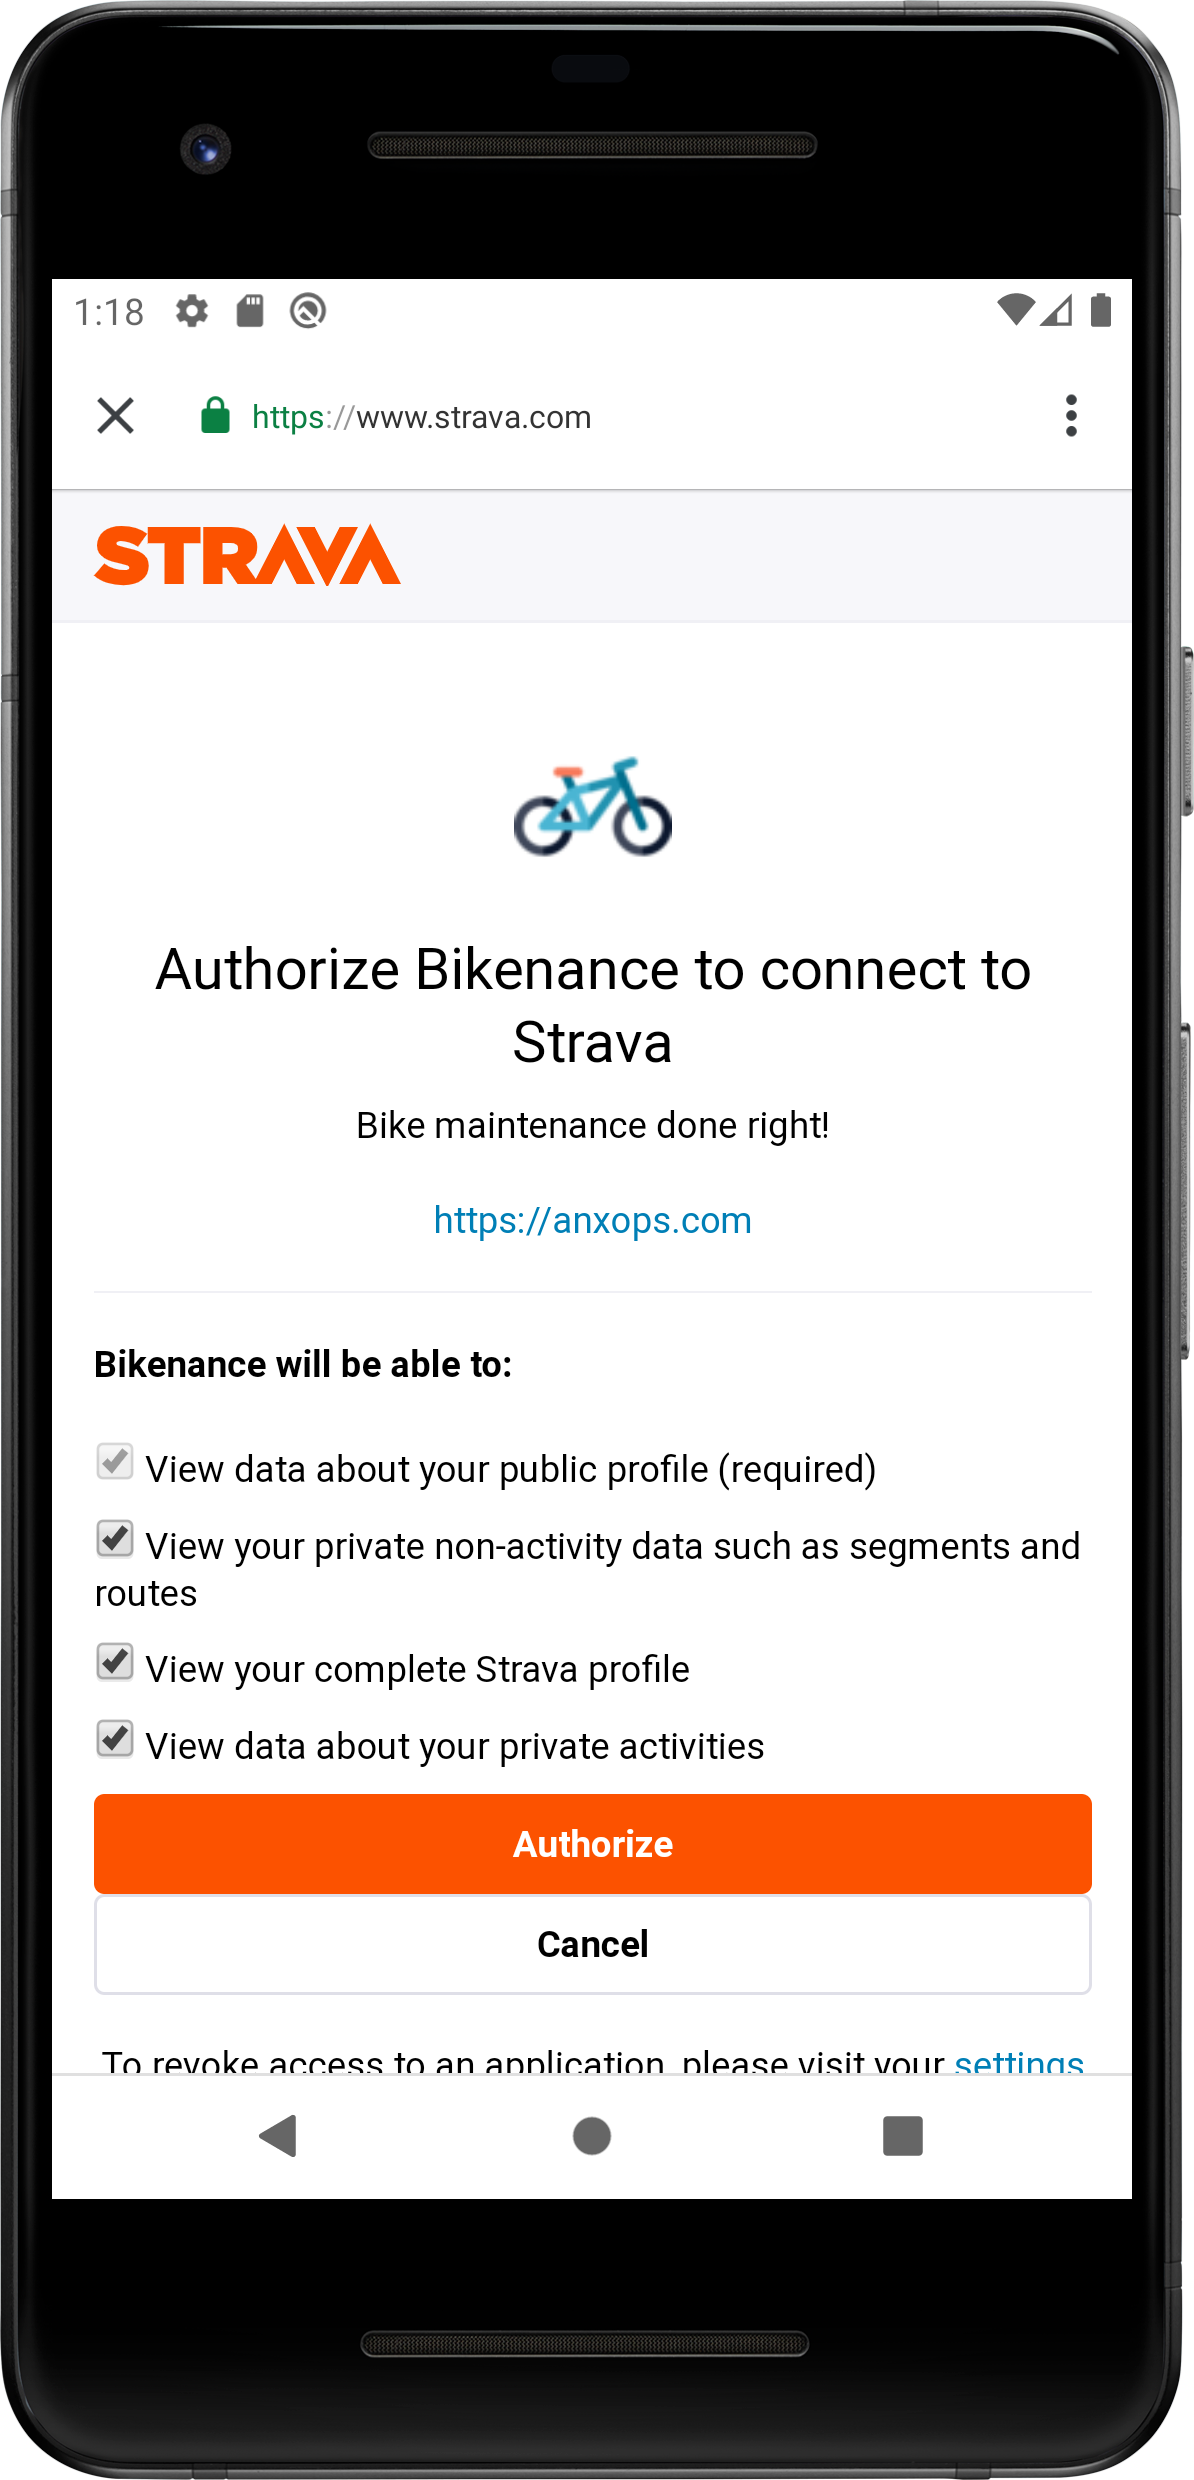 1:18
https://www.strava.com
STRAVA
Authorize Bikenance to connect to
Strava
Bike maintenance done right!
https://anxops.com
Bikenance will be able to:
View data about your public profile (required)
View your private non-activity data such as segments and
routes
View your complete Strava profile
View data about your private activities
Authorize
Cancel
To revoke access to an application, please visit your settings